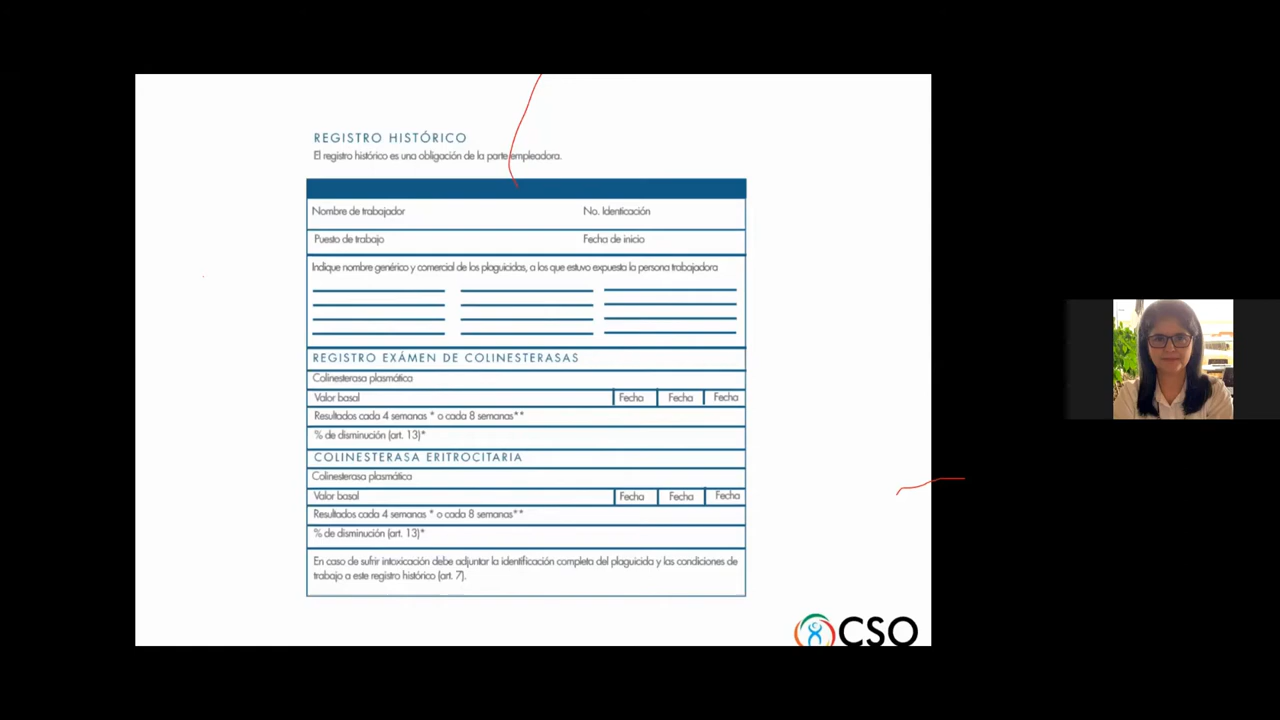 REGISTRO HISTÓRICO
El registro histórico es una obligación de la parte empleadora.
Nombre de trabajador No. Identicación
Puesto de trabajo Fecha de inicio
Indique nombre genérico y comercial de los plaguicidas, a los que estuvo expuesta la persona trabajadora
REGISTRO EXÁMEN DE COLINESTERASAS
Colinesterasa plasmática
Valor basal Fecha Fecha Fecha
Resultados cada 4 semanas * o cada 8 semanas**
% de disminución (art. 13)*
COLINESTERASA ERITROCITARIA
Colinesterasa plasmática
Valor basal Fecha Fecha Fecha
Resultados cada 4 semanas * o cada 8 semanas**
% de disminución (art. 13)*
En caso de sufrir intoxicación debe adjuntar la identificación completa del plaguicida y las condiciones de
trabajo a este registro histórico (art. 7).
CSO